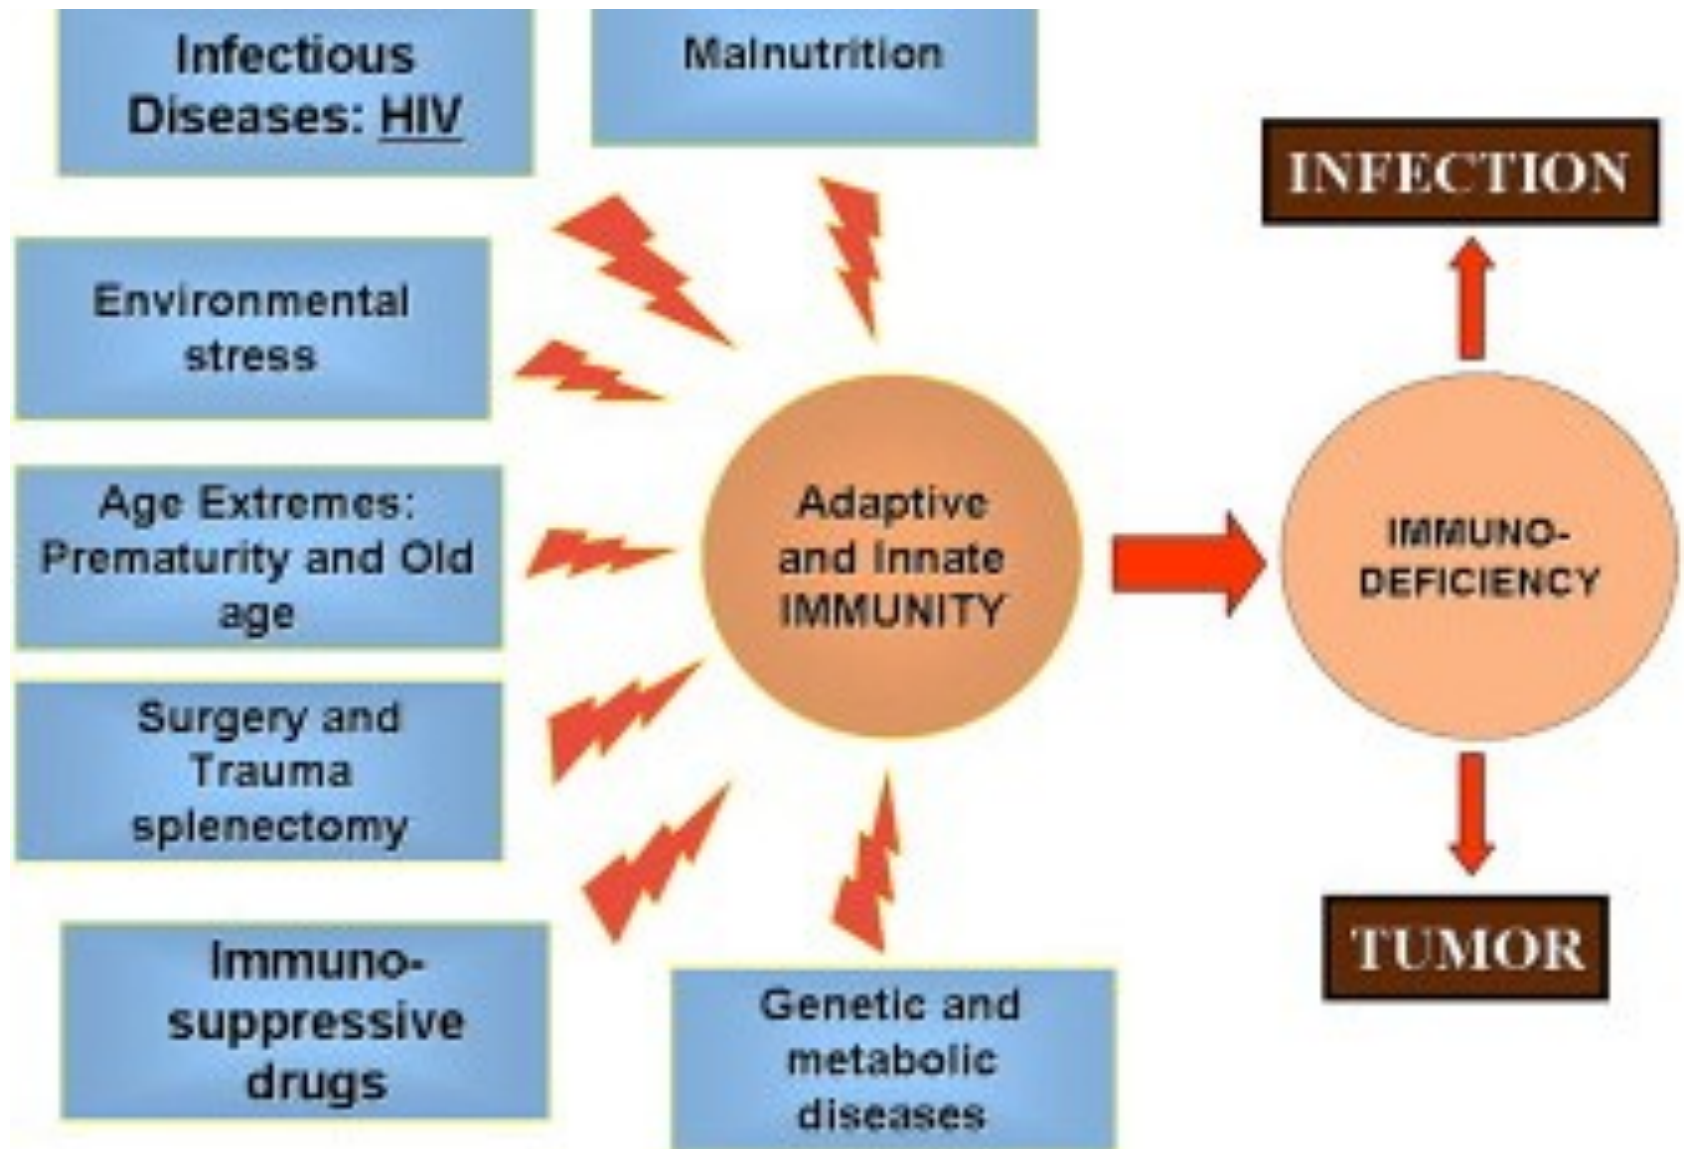 Infectious
Diseases: HIV
Malnutrition
Environmental
stress
Age Extremes:
Prematurity and Old
age
Surgery and
Trauma
splenectomy
Immuno-
suppressive
drugs
Genetic and
metabolic
diseases
Adaptive
and Innate
IMMUNITY
IMMUNO-
DEFICIENCY
INFECTION
TUMOR